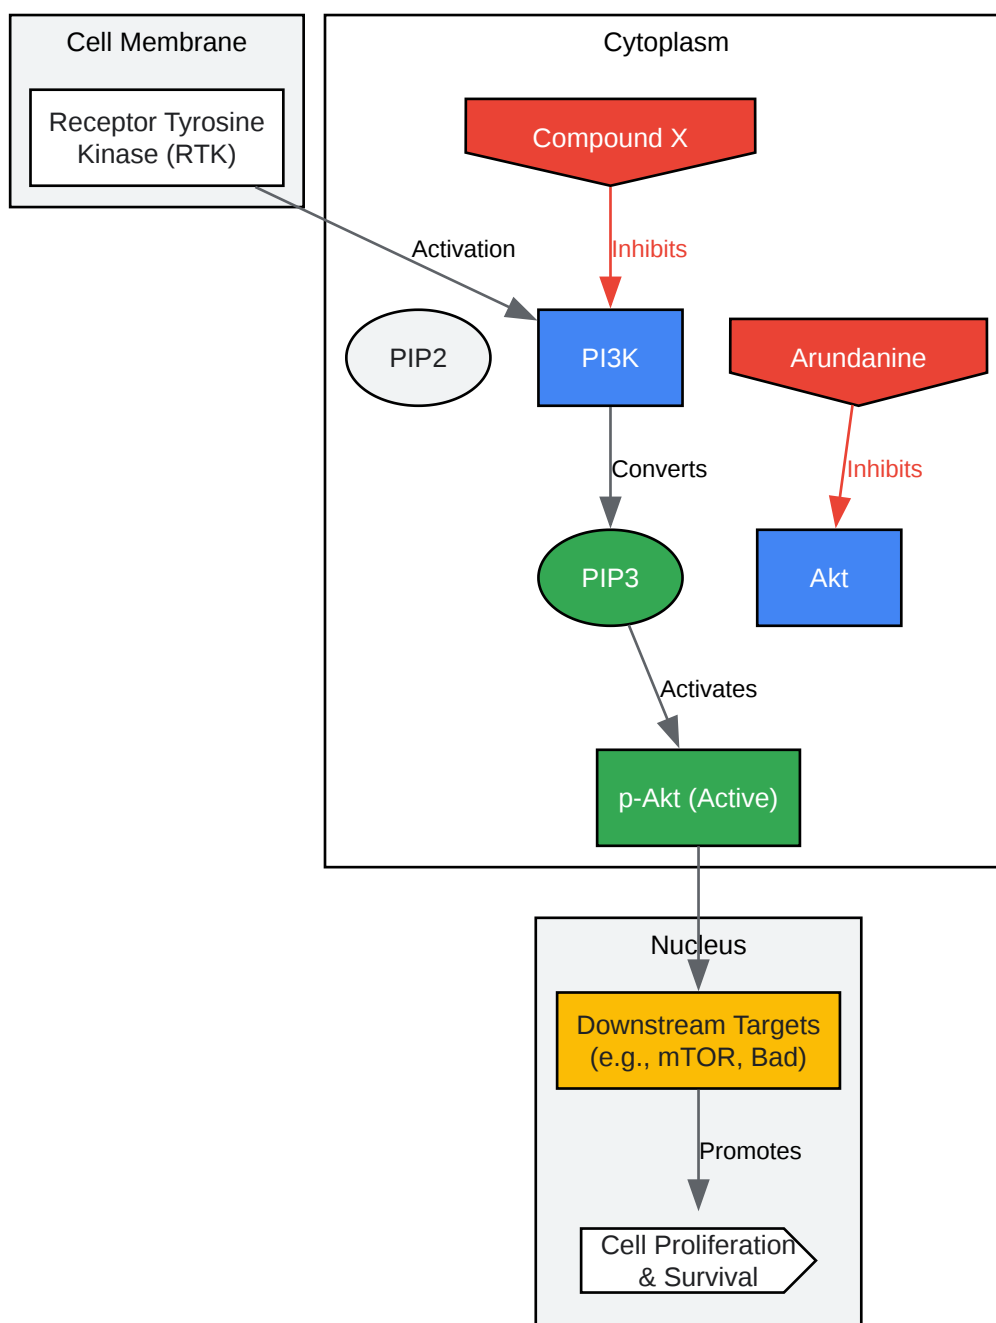 Cell Membrane
Cytoplasm
Receptor Tyrosine
Kinase (RTK)
Compound X
Activation
Inhibits
PIP2
PI3K
Arundanine
Converts
Inhibits
PIP3
Akt
Activates
p-Akt (Active)
Nucleus
Downstream Targets
(e.g., mTOR, Bad)
Promotes
Cell Proliferation
& Survival